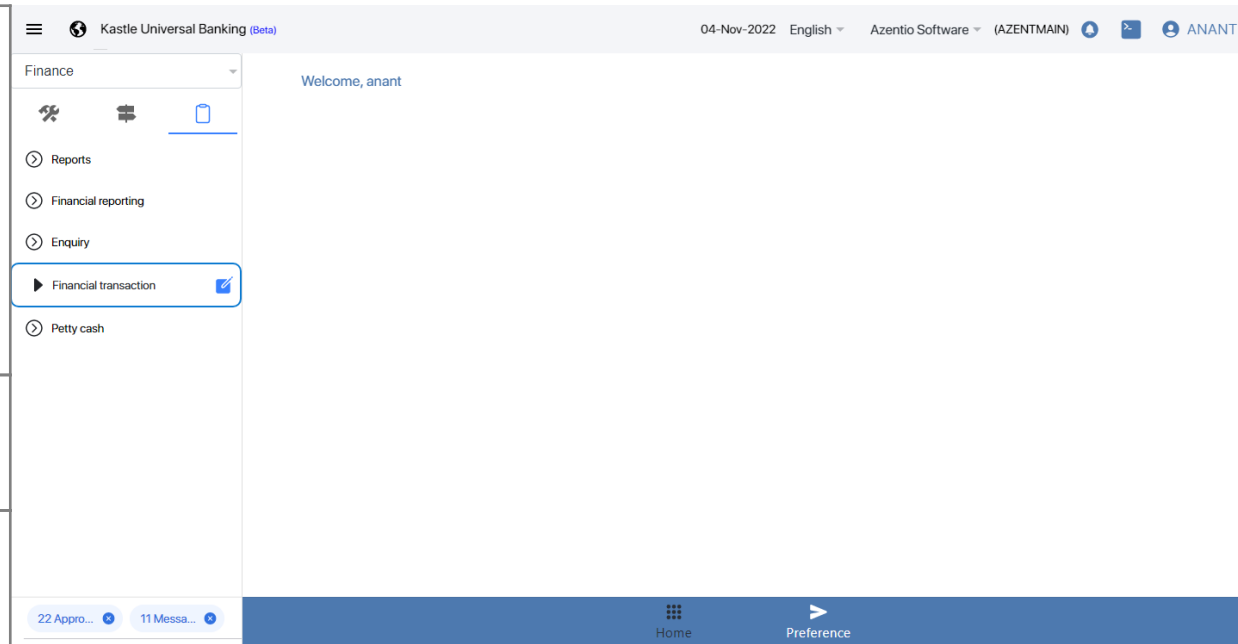 Kastle Universal Banking (Beta)
04-Nov-2022 English Azentio Software (AZENTMAIN) ANANT
Finance
Welcome, anant
Reports
Financial reporting
Enquiry
Financial transaction
Petty cash
22 Appro... 11 Messa...
Home Preference